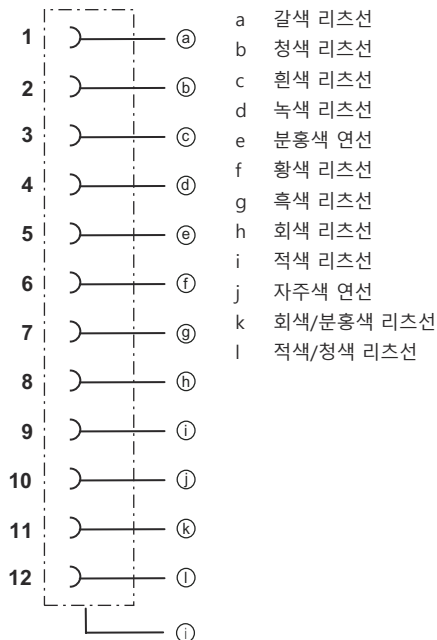 1 ⓐ
2 ⓑ
3 ⓒ
4 ⓓ
5 ⓔ
6 ⓕ
7 ⓖ
8 ⓗ
9 ⓘ
10 ⓙ
11 ⓚ
12 ⓛ
ⓘ
a 갈색 리츠선
b 청색 리츠선
c 흰색 리츠선
d 녹색 리츠선
e 분홍색 연선
f 황색 리츠선
g 흑색 리츠선
h 회색 리츠선
i 적색 리츠선
j 자주색 연선
k 회색/분홍색 리츠선
l 적색/청색 리츠선